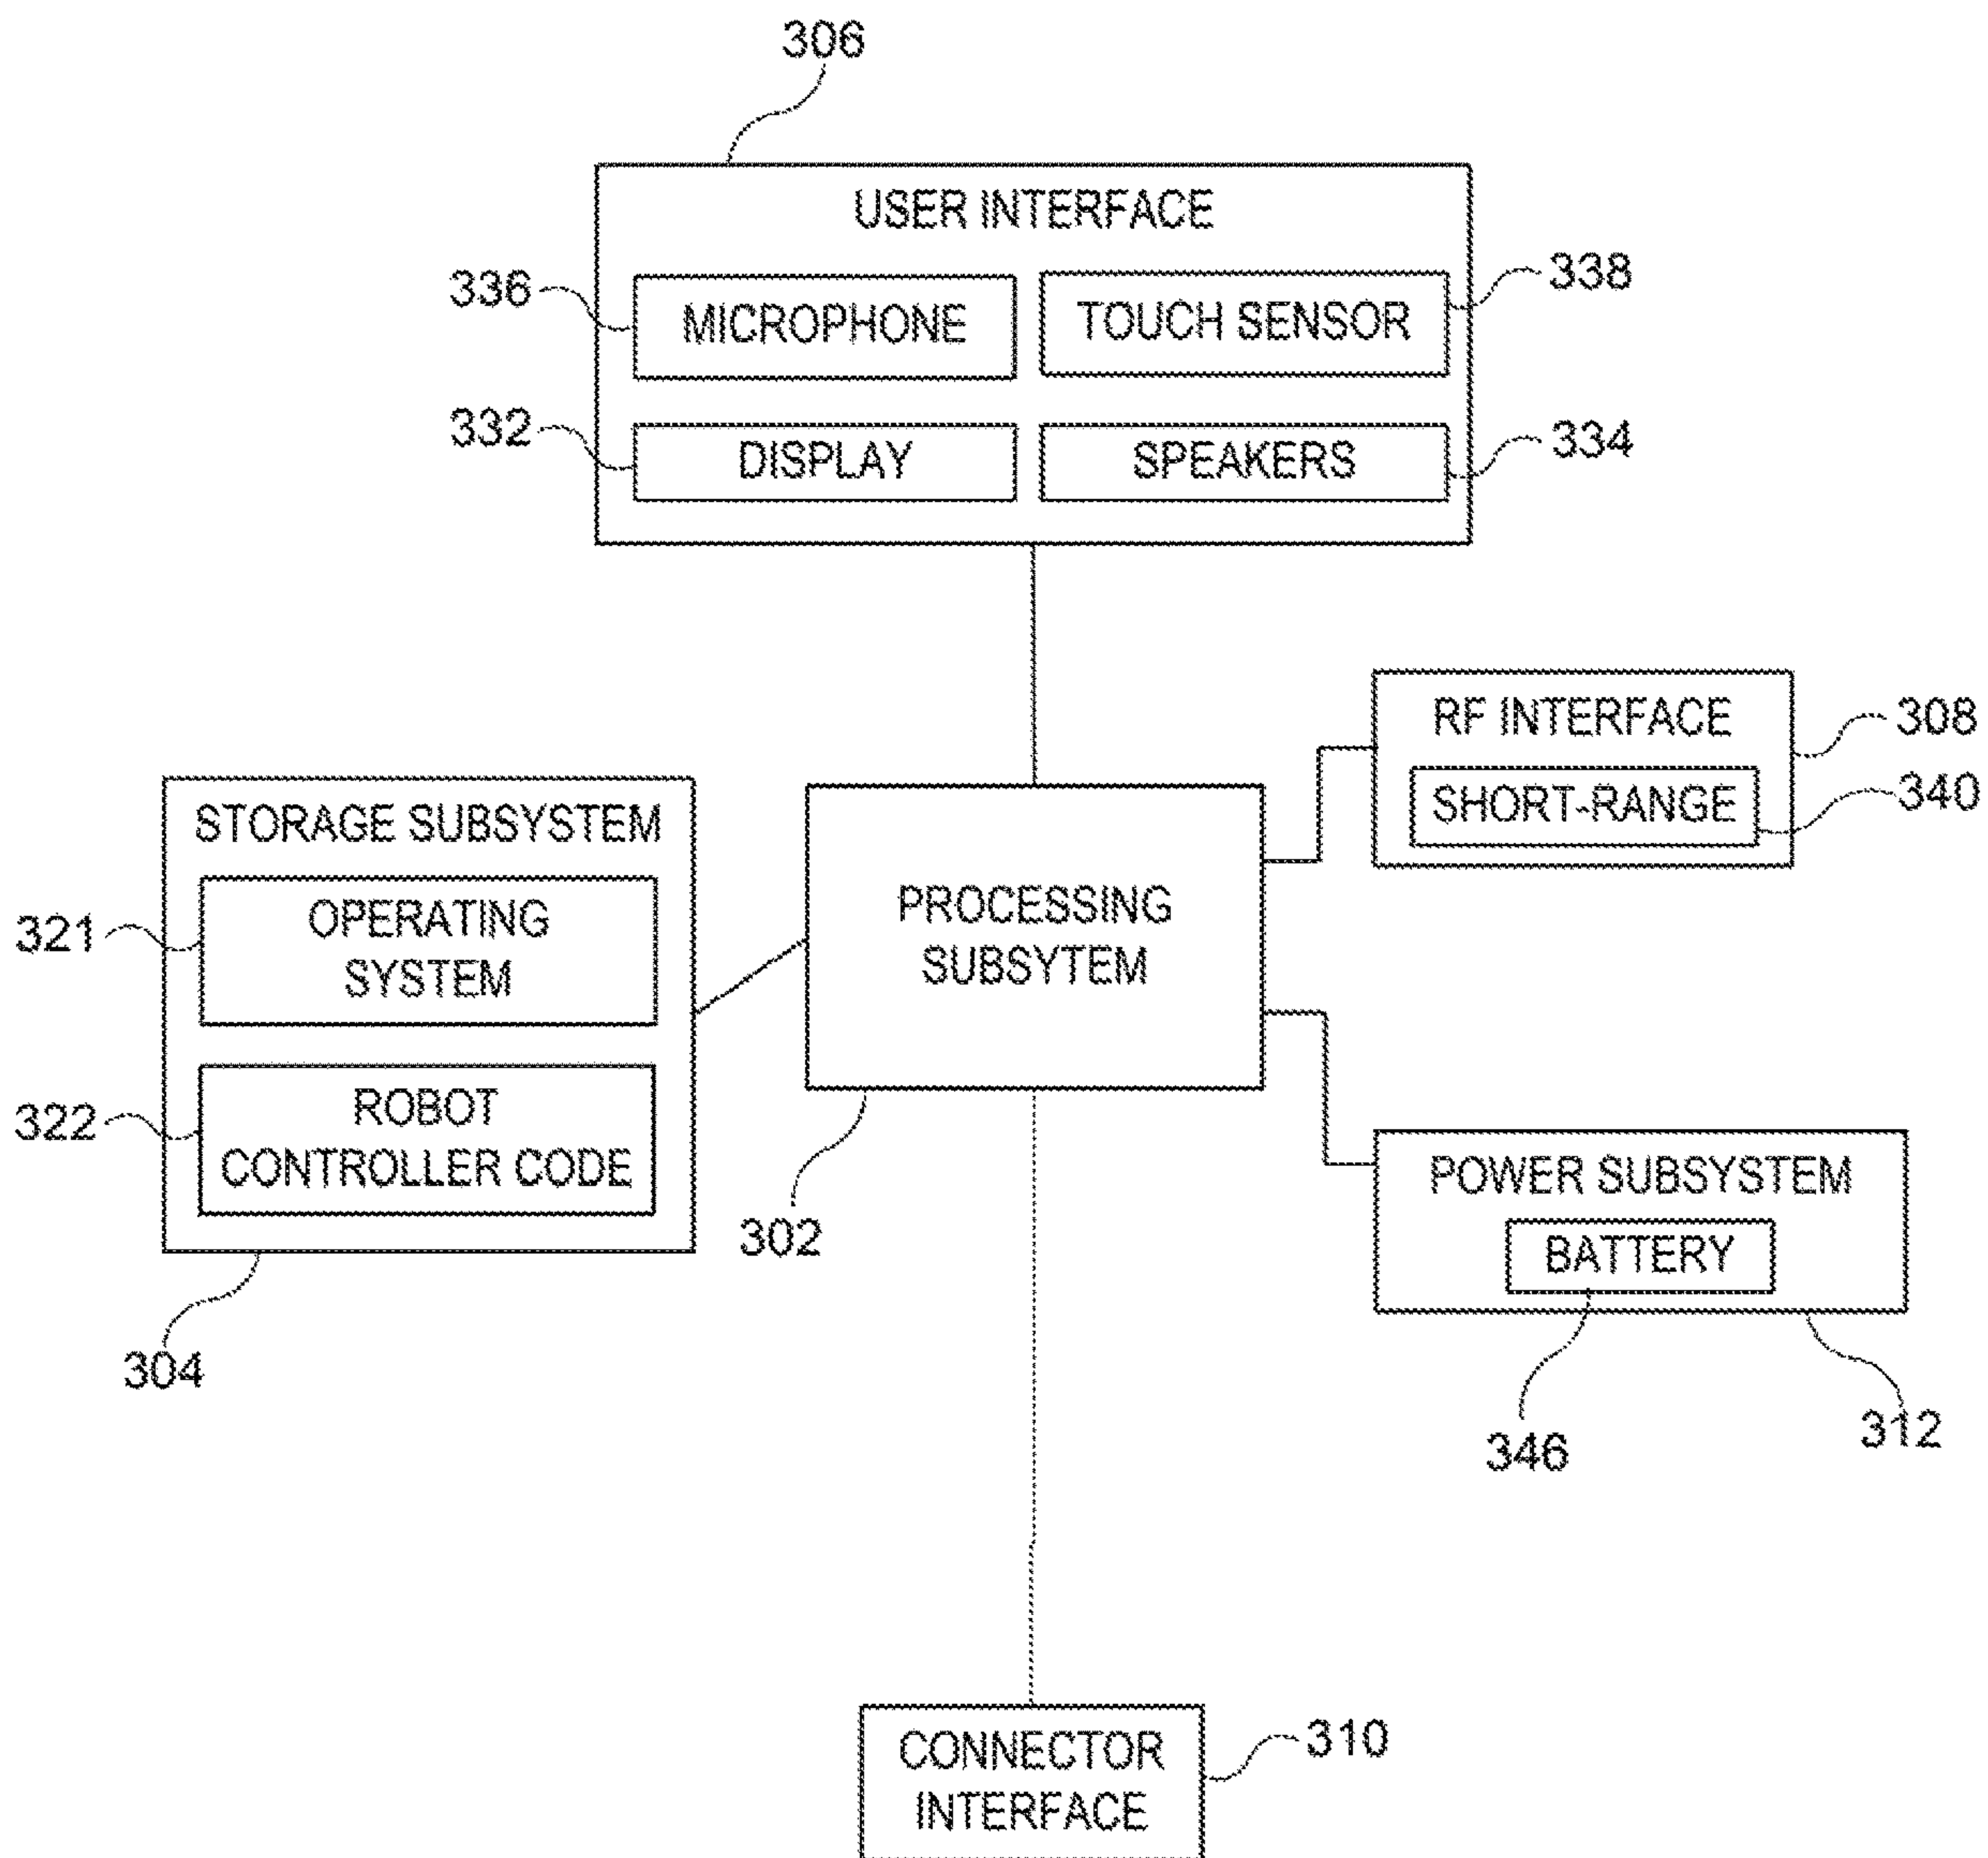 306
USER INTERFACE
336
MICROPHONE
TOUCH SENSOR
338
332
DISPLAY
SPEAKERS
334
RF INTERFACE
308
SHORT-RANGE
340
STORAGE SUBSYSTEM
321
OPERATING
SYSTEM
322
ROBOT
CONTROLLER CODE
304
PROCESSING
SUBSYTEM
302
POWER SUBSYSTEM
BATTERY
346
312
CONNECTOR
INTERFACE
310